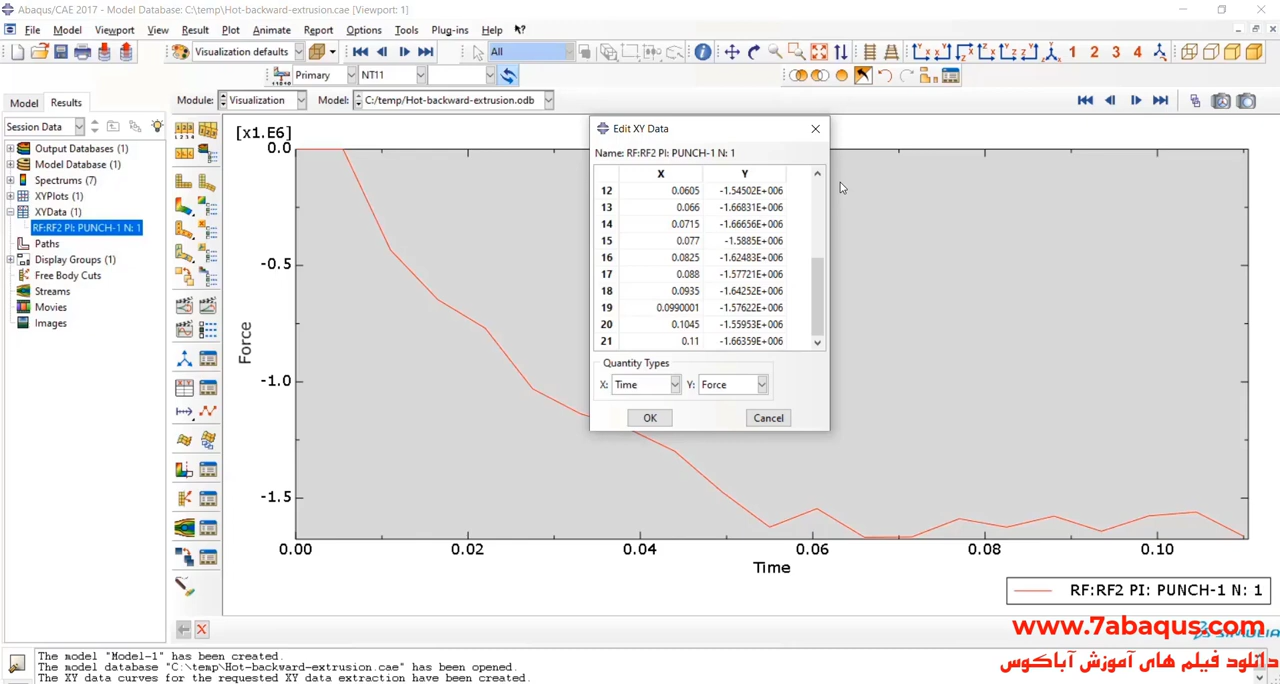 Abaqus/CAE 2017 - Model Database: C:\temp\Hot-backward-extrusion.cae [Viewport: 1]
File Model Viewport View Result Plot Animate Report Options Tools Plug-ins Help
Visualization defaults All 1 2 3 4
Primary NT11
Model Results Module: Visualization Model: C:/temp/Hot-backward-extrusion.odb
Session Data
Output Databases (1)
Model Database (1)
Spectrums (7)
XYPlots (1)
XYData (1)
RF:RF2 PI: PUNCH-1 N: 1
Paths
Display Groups (1)
Free Body Cuts
Streams
Movies
Images
[x1.E6]
0.0
-0.5
-1.0
-1.5
Force
0.00 0.02 0.04 0.06 0.08 0.10
Time
RF:RF2 PI: PUNCH-1 N: 1
Edit XY Data
Name: RF:RF2 PI: PUNCH-1 N: 1
X Y
12 0.0605 -1.54502E+006
13 0.066 -1.66831E+006
14 0.0715 -1.66656E+006
15 0.077 -1.5885E+006
16 0.0825 -1.62483E+006
17 0.088 -1.57721E+006
18 0.0935 -1.64252E+006
19 0.0990001 -1.57622E+006
20 0.1045 -1.55953E+006
21 0.11 -1.66359E+006
Quantity Types
X: Time Y: Force
OK Cancel
www.7abaqus.com
دانلود فیلم های آموزش آباکوس
The model "Model-1" has been created.
The model database "C:\temp\Hot-backward-extrusion.cae" has been opened.
The XY data curves for the requested XY data extraction have been created.